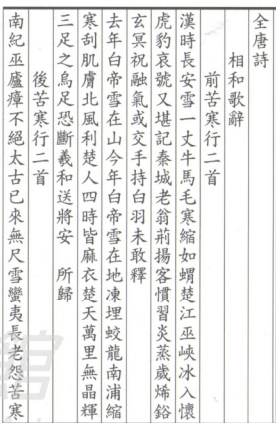 全唐詩
相和歌辭
前苦寒行二首
漢時長安雪一丈牛馬毛寒縮如蝟楚江巫峽冰入懷
虎豹哀號又堪記秦城老翁荊揚客慣習炎蒸歲烯綌
玄冥祝融氣或交手持白羽未敢釋
去年白帝雪在山今年白帝雪在地凍埋蛟龍南浦縮
寒刮肌膚北風利楚人四時皆麻衣楚天萬里無晶輝
三足之烏足恐斷羲和送將安 所歸
後苦寒行二首
南紀巫廬瘴不絕太古已來無尺雪蠻夷長老怨苦寒